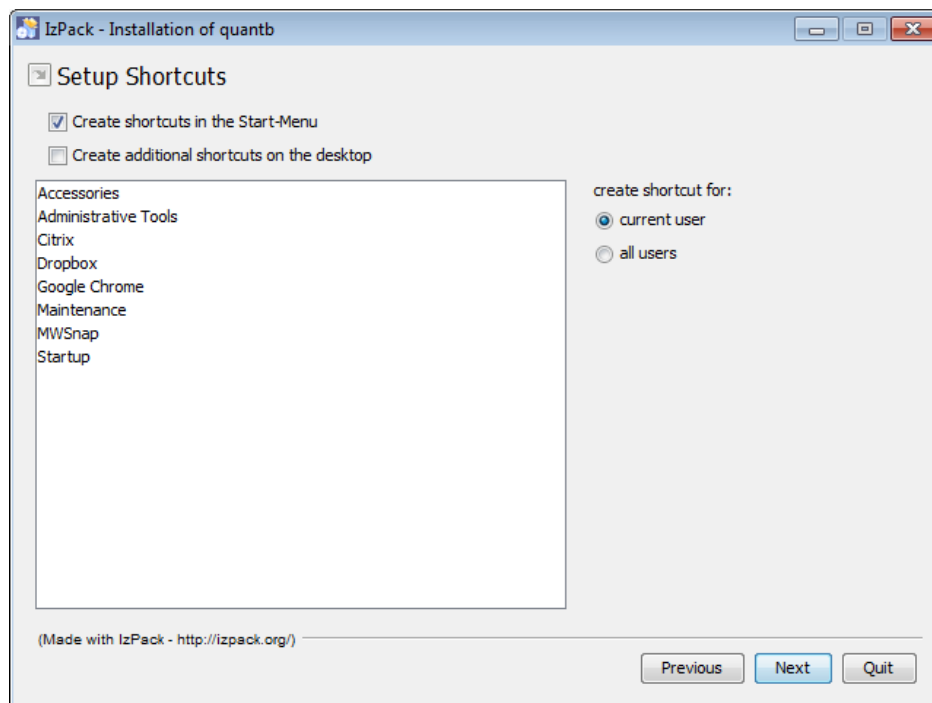 IzPack - Installation of quantb
Setup Shortcuts
Create shortcuts in the Start-Menu
Create additional shortcuts on the desktop
Accessories
Administrative Tools
Citrix
Dropbox
Google Chrome
Maintenance
MWSnap
Startup
create shortcut for:
current user
all users
(Made with IzPack - http://izpack.org/)
Previous Next Quit